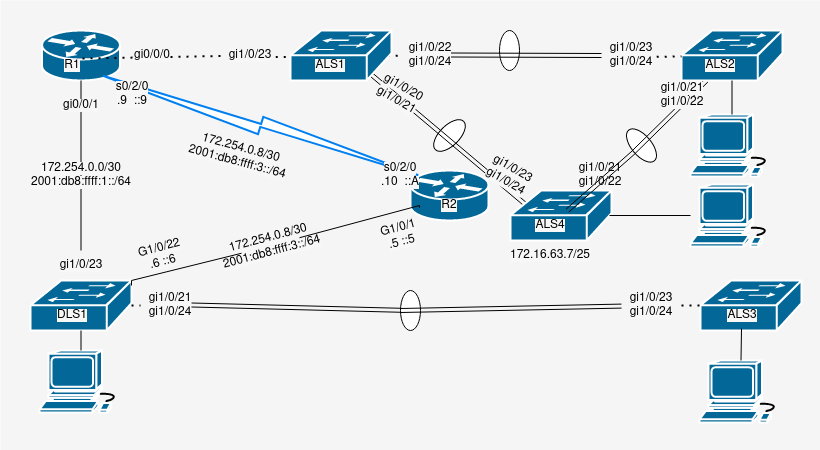 gi0/0/0
gi1/0/23
R1
ALS1
gi1/0/22
gi1/0/24
gi1/0/23
gi1/0/24
ALS2
s0/2/0
.9 ::9
gi0/0/1
gi1/0/20
gi1/0/21
gi1/0/21
gi1/0/22
172.254.0.8/30
2001:db8:ffff:3::/64
172.254.0.0/30
2001:db8:ffff:1::/64
s0/2/0
.10 ::A
R2
gi1/0/23
gi1/0/24
gi1/0/21
gi1/0/22
ALS4
172.16.63.7/25
G1/0/1
.5 ::5
172.254.0.8/30
2001:db8:ffff:3::/64
G1/0/22
.6 ::6
gi1/0/23
DLS1
gi1/0/21
gi1/0/24
gi1/0/23
gi1/0/24
ALS3